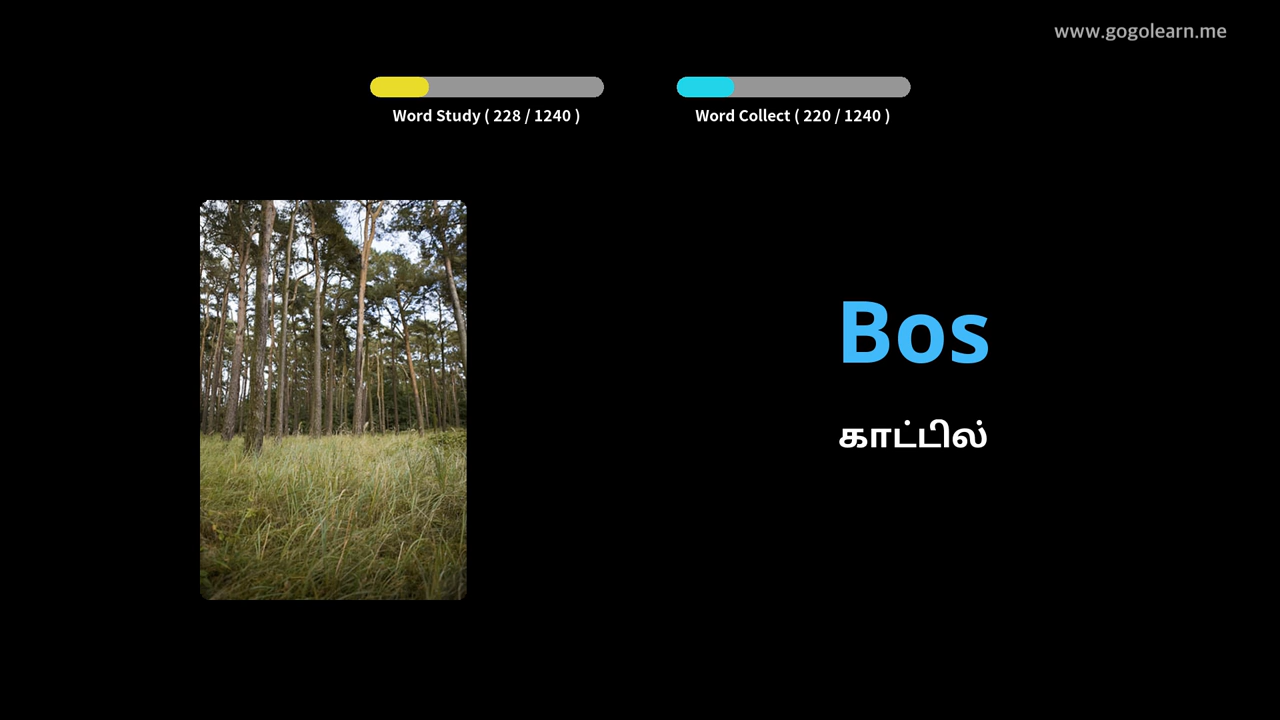 www.gogolearn.me
Word Study ( 228 / 1240 )
Word Collect ( 220 / 1240 )
Bos
காட்டில்